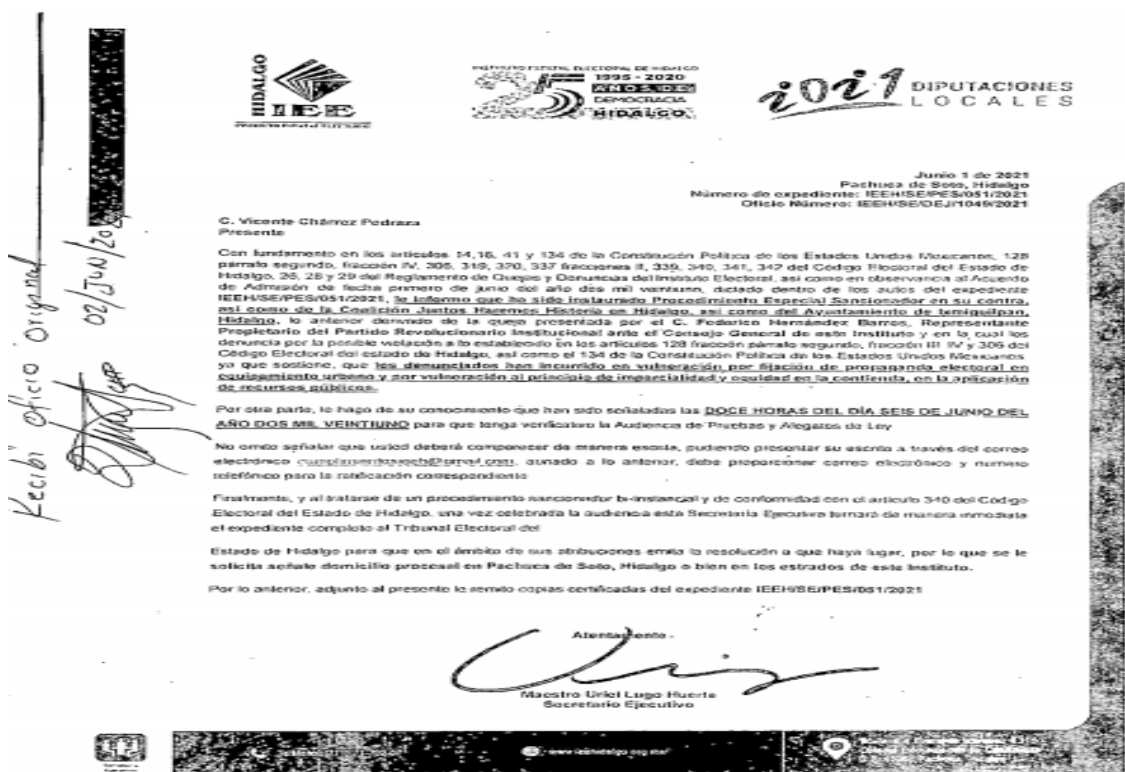 HIDALGO
IEE
INSTITUTO ESTATAL ELECTORAL DE HIDALGO
25
1995 - 2020
AÑOS DE
DEMOCRACIA
HIDALGO
2021 DIPUTACIONES
LOCALES
Junio 1 de 2021
Pachuca de Soto, Hidalgo
Número de expediente: IEEH/SE/PES/051/2021
Oficio Número: IEEH/SE/DEJ/1049/2021
C. Vicente Chárrez Pedraza
Presente
Con fundamento en los artículos 14,16, 41 y 134 de la Constitución Política de los Estados Unidos Mexicanos, 128
párrafo segundo, fracción IV, 306, 319, 320, 337 fracciones II, 339, 340, 341, 342 del Código Electoral del Estado de
Hidalgo, 26, 28 y 29 del Reglamento de Quejas y Denuncias del Instituto Electoral, así como en observancia al Acuerdo
de Admisión de fecha primero de junio del año dos mil veintiuno, dictado dentro de los autos del expediente
IEEH/SE/PES/051/2021, le informo que ha sido instaurado Procedimiento Especial Sancionador en su contra,
así como de la Coalición Juntos Haremos Historia en Hidalgo, así como del Ayuntamiento de Ixmiquilpan,
Hidalgo, lo anterior derivado de la queja presentada por el C. Federico Hernández Barros, Representante
Propietario del Partido Revolucionario Institucional ante el Consejo General de este Instituto y en la cual los
denuncia por la posible violación a lo establecido en los artículos 128 fracción párrafo segundo, fracción III IV y 306 del
Código Electoral del estado de Hidalgo, así como el 134 de la Constitución Política de los Estados Unidos Mexicanos
ya que sostiene, que los denunciados han incurrido en vulneración por fijación de propaganda electoral en
equipamiento urbano y por vulneración al principio de imparcialidad y equidad en la contienda, en la aplicación
de recursos públicos.
Por otra parte, le hago de su conocimiento que han sido señaladas las DOCE HORAS DEL DÍA SEIS DE JUNIO DEL
AÑO DOS MIL VEINTIUNO para que tenga verificativo la Audiencia de Pruebas y Alegatos de Ley
No omito señalar que usted deberá comparecer de manera escrita, pudiendo presentar su escrito a través del correo
electrónico aunado a lo anterior, debe proporcionar correo electrónico y número
telefónico para la ratificación correspondiente
Finalmente, y al tratarse de un procedimiento sancionador bi-instancial y de conformidad con el artículo 340 del Código
Electoral del Estado de Hidalgo, una vez celebrada la audiencia esta Secretaría Ejecutiva turnará de manera inmediata
el expediente completo al Tribunal Electoral del
Estado de Hidalgo para que en el ámbito de sus atribuciones emita la resolución a que haya lugar, por lo que se le
solicita señale domicilio procesal en Pachuca de Soto, Hidalgo o bien en los estrados de este Instituto.
Por lo anterior, adjunto al presente le remito copias certificadas del expediente IEEH/SE/PES/051/2021
Atentamente
Maestro Uriel Lugo Huerta
Secretario Ejecutivo
www.ieehidalgo.org.mx
Recibí Oficio Original
02/JUN/202